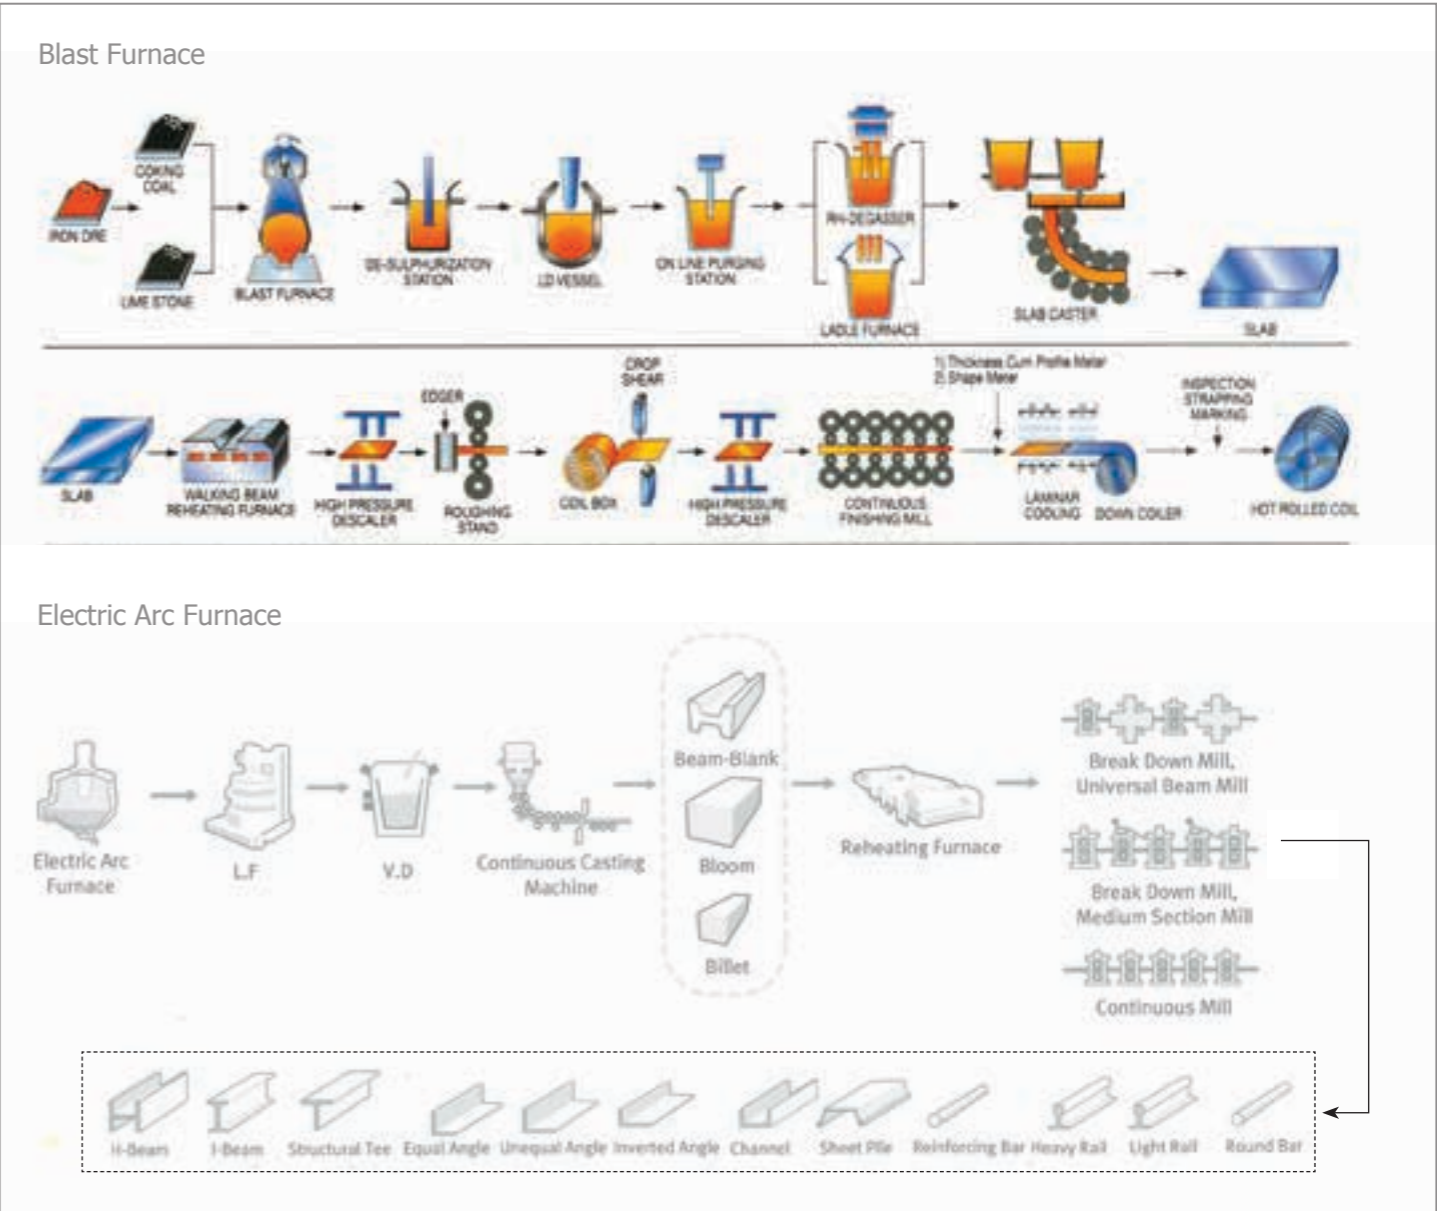 Blast Furnace
COKING
COAL
IRON ORE
LIME STONE
BLAST FURNACE
DE-SULPHURIZATION
STATION
LD VESSEL
ON LINE PURGING
STATION
RH-DEGASSER
LADLE FURNACE
SLAB CASTER
SLAB
SLAB
WALKING BEAM
REHEATING FURNACE
HIGH PRESSURE
DESCALER
EDGER
ROUGHING
STAND
COIL BOX
CROP
SHEAR
HIGH PRESSURE
DESCALER
CONTINUOUS
FINISHING MILL
1) Thickness Cum Profile Meter
2) Shape Meter
LAMINAR
COOLING
DOWN COILER
INSPECTION
STRAPPING
MARKING
HOT ROLLED COIL
Electric Arc Furnace
Electric Arc
Furnace
L.F
V.D
Continuous Casting
Machine
Beam-Blank
Bloom
Billet
Reheating Furnace
Break Down Mill,
Universal Beam Mill
Break Down Mill,
Medium Section Mill
Continuous Mill
H-Beam
I-Beam
Structural Tee
Equal Angle
Unequal Angle
Inverted Angle
Channel
Sheet Pile
Reinforcing Bar
Heavy Rail
Light Rail
Round Bar